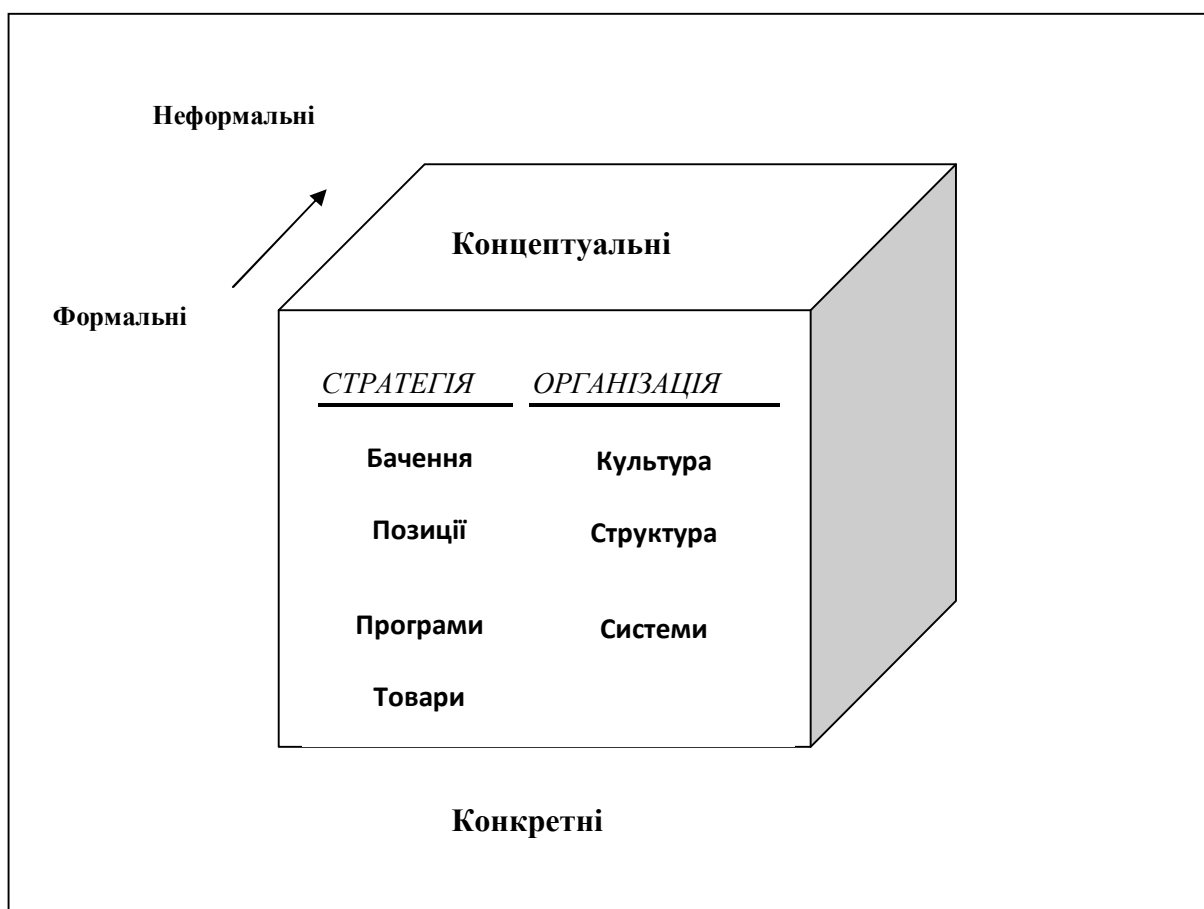 Неформальні
Концептуальні
Формальні
СТРАТЕГІЯ ОРГАНІЗАЦІЯ
Бачення Культура
Позиції Структура
Програми Системи
Товари
Конкретні